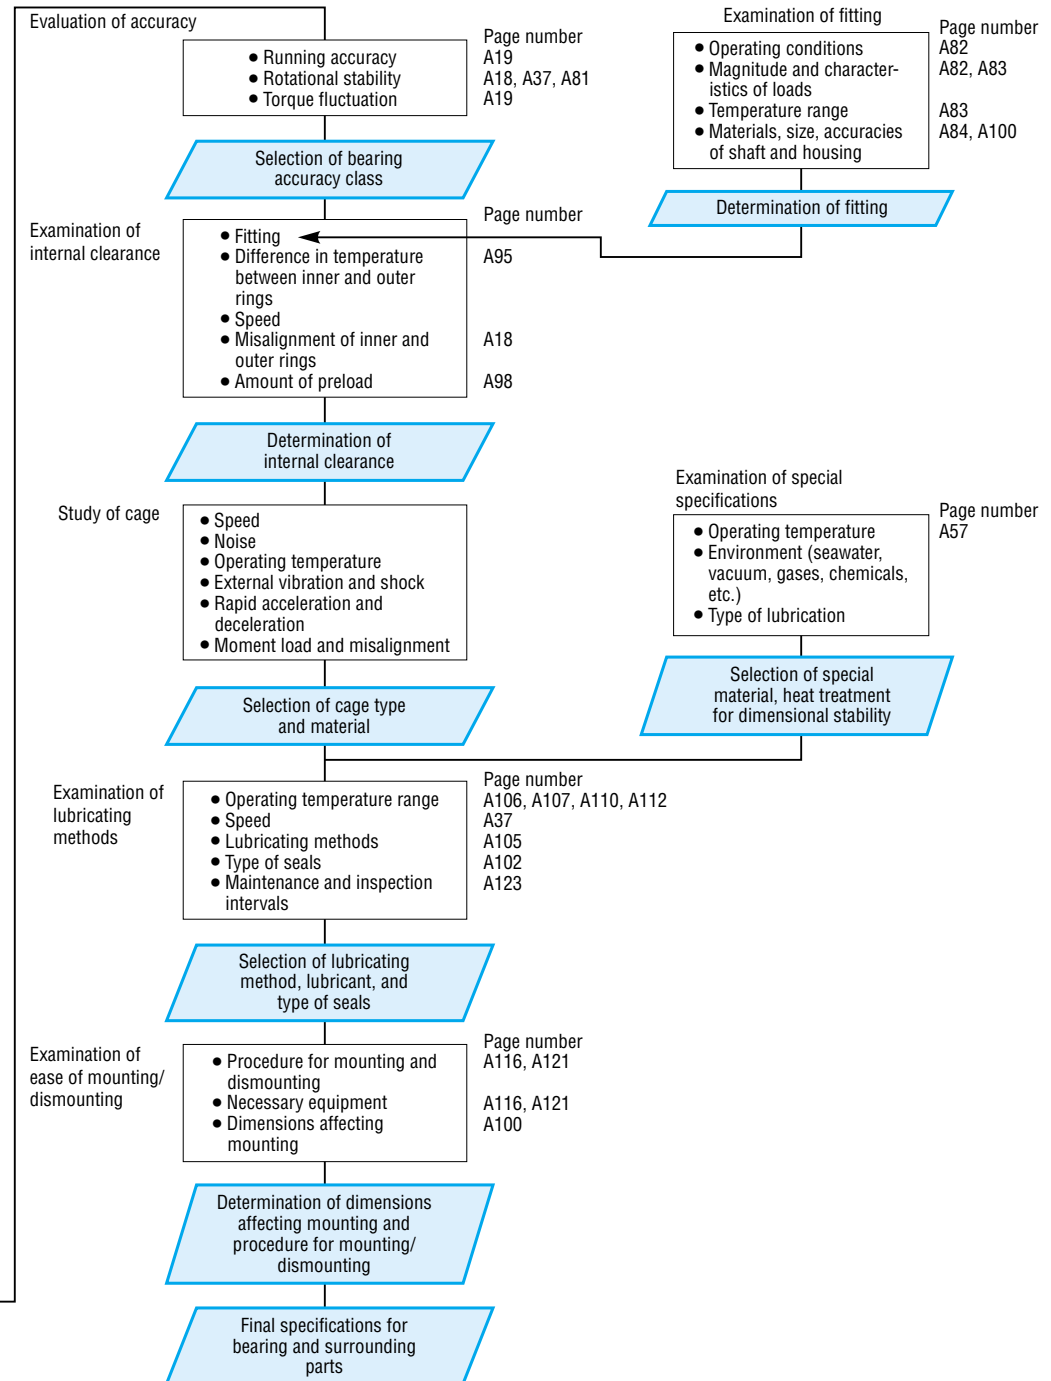 Evaluation of accuracy
Page number
● Running accuracy A19
● Rotational stability A18, A37, A81
● Torque fluctuation A19
Selection of bearing
accuracy class
Examination of fitting
Page number
● Operating conditions A82
● Magnitude and character- A82, A83
istics of loads
● Temperature range A83
● Materials, size, accuracies A84, A100
of shaft and housing
Determination of fitting
Examination of
internal clearance
Page number
● Fitting
● Difference in temperature A95
between inner and outer
rings
● Speed
● Misalignment of inner and A18
outer rings
● Amount of preload A98
Determination of
internal clearance
Study of cage
● Speed
● Noise
● Operating temperature
● External vibration and shock
● Rapid acceleration and
deceleration
● Moment load and misalignment
Selection of cage type
and material
Examination of special
specifications
Page number
● Operating temperature A57
● Environment (seawater,
vacuum, gases, chemicals,
etc.)
● Type of lubrication
Selection of special
material, heat treatment
for dimensional stability
Examination of
lubricating
methods
Page number
● Operating temperature range A106, A107, A110, A112
● Speed A37
● Lubricating methods A105
● Type of seals A102
● Maintenance and inspection A123
intervals
Selection of lubricating
method, lubricant, and
type of seals
Examination of
ease of mounting/
dismounting
Page number
● Procedure for mounting and A116, A121
dismounting
● Necessary equipment A116, A121
● Dimensions affecting A100
mounting
Determination of dimensions
affecting mounting and
procedure for mounting/
dismounting
Final specifications for
bearing and surrounding
parts